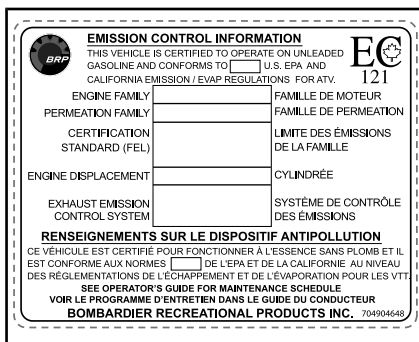 EMISSION CONTROL INFORMATION
THIS VEHICLE IS CERTIFIED TO OPERATE ON UNLEADED
GASOLINE AND CONFORMS TO U.S. EPA AND
CALIFORNIA EMISSION / EVAP REGULATIONS FOR ATV.
BRP
EC
121
ENGINE FAMILY FAMILLE DE MOTEUR
PERMEATION FAMILY FAMILLE DE PERMEATION
CERTIFICATION LIMITE DES ÉMISSIONS
STANDARD (FEL) DE LA FAMILLE
ENGINE DISPLACEMENT CYLINDRÉE
EXHAUST EMISSION SYSTÈME DE CONTRÔLE
CONTROL SYSTEM DES ÉMISSIONS
RENSEIGNEMENTS SUR LE DISPOSITIF ANTIPOLLUTION
CE VÉHICULE EST CERTIFIÉ POUR FONCTIONNER À L'ESSENCE SANS PLOMB ET IL
EST CONFORME AUX NORMES DE L'EPA ET DE LA CALIFORNIE AU NIVEAU
DES RÉGLEMENTATIONS DE L'ÉCHAPPEMENT ET DE L'ÉVAPORATION POUR LES VTT.
SEE OPERATOR'S GUIDE FOR MAINTENANCE SCHEDULE
VOIR LE PROGRAMME D'ENTRETIEN DANS LE GUIDE DU CONDUCTEUR
BOMBARDIER RECREATIONAL PRODUCTS INC. 704904648